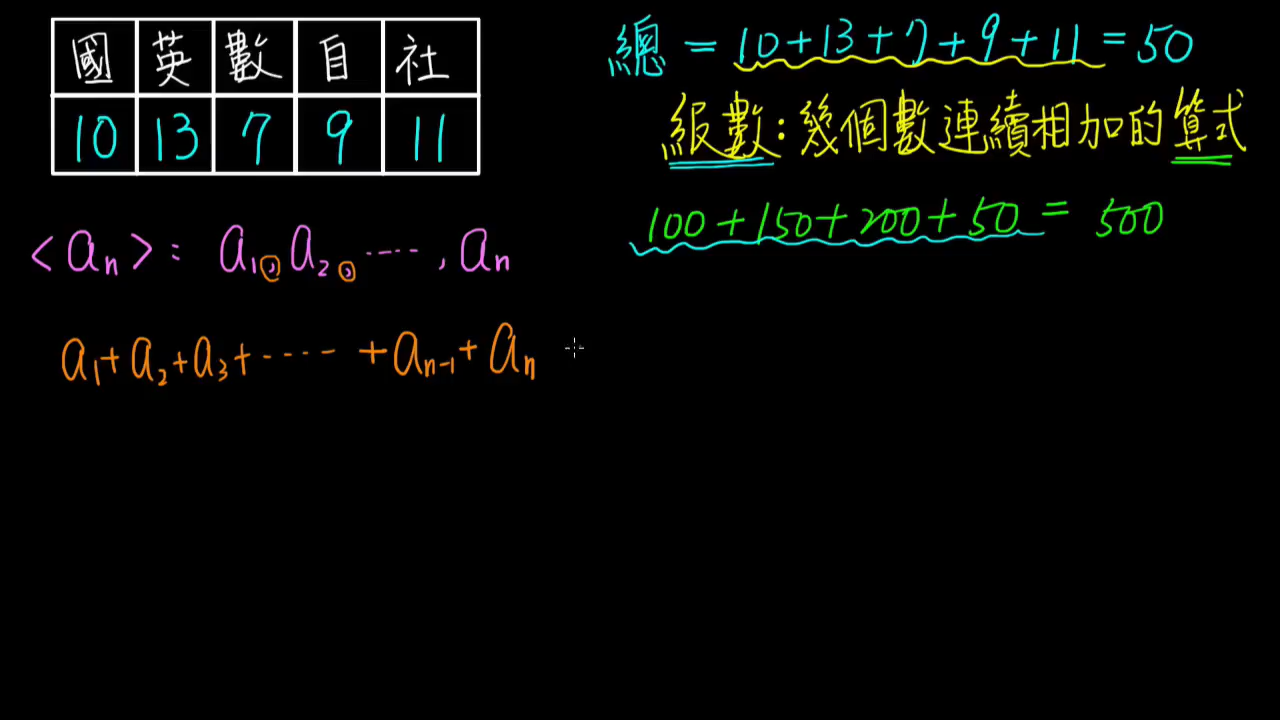 國 英 數 自 社
10 13 7 9 11
總 = 10+13+7+9+11 = 50
級數:幾個數連續相加的算式
100+150+200+50 = 500
<aₙ>: a₁, a₂, ‥‥, aₙ
a₁+a₂+a₃+‥‥‥+aₙ₋₁+aₙ